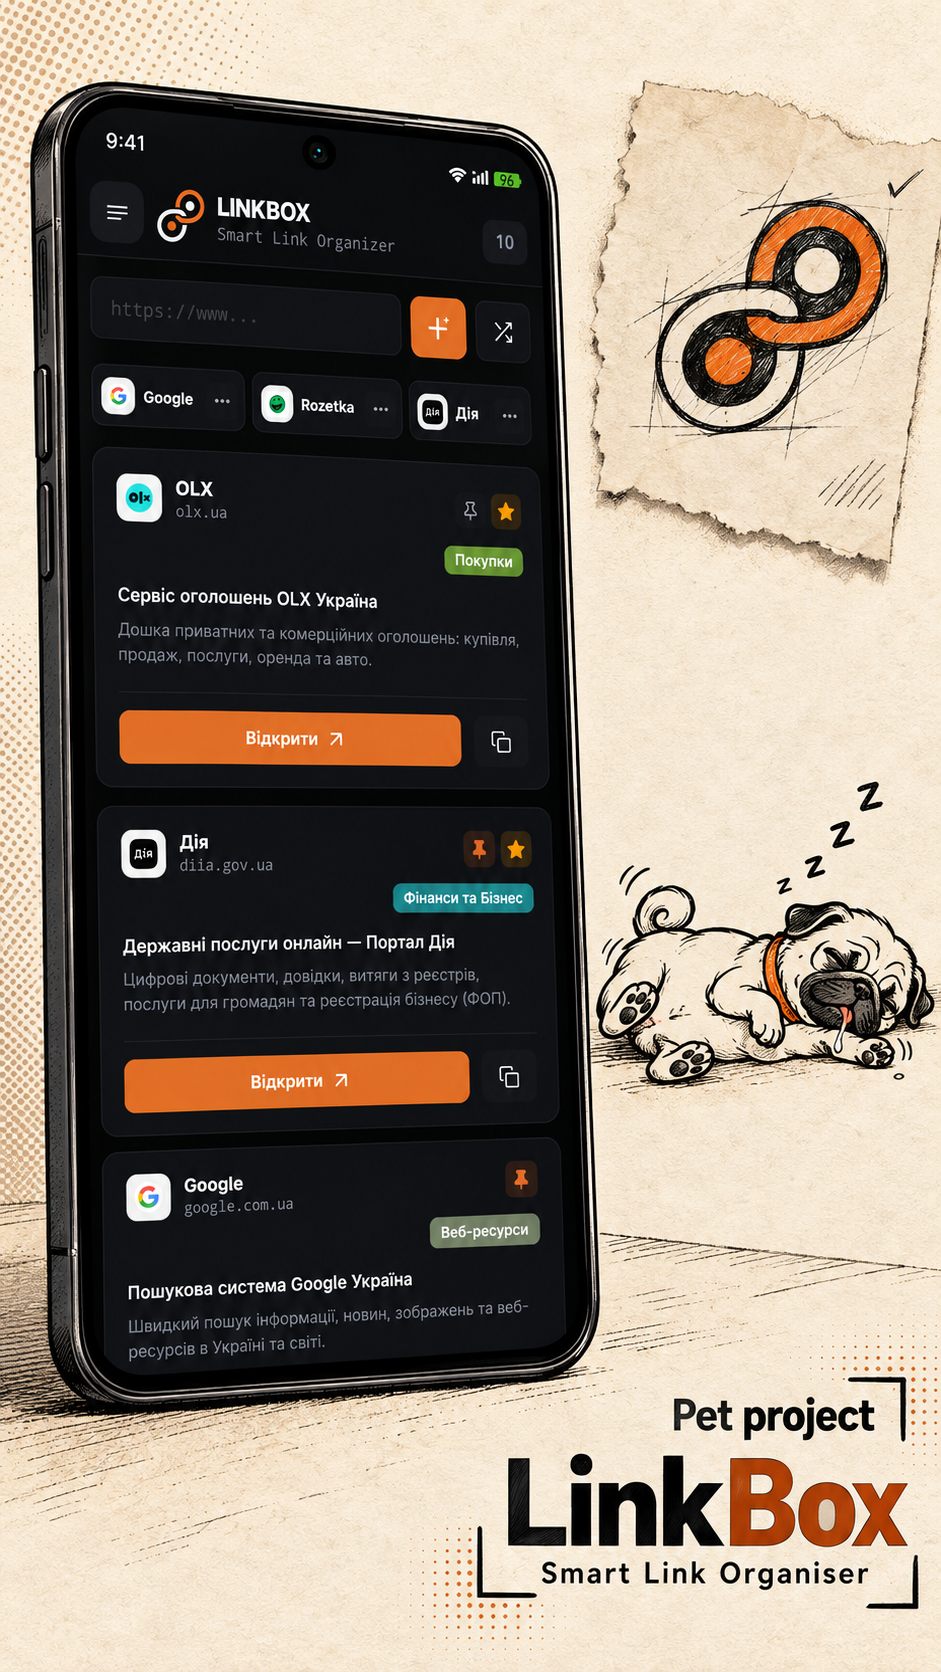 9:41
96
LINKBOX
Smart Link Organizer
10
https://www...
Google
Rozetka
Дія Дія
olx OLX
olx.ua
Покупки
Сервіс оголошень OLX Україна
Дошка приватних та комерційних оголошень: купівля,
продаж, послуги, оренда та авто.
Відкрити
Дія Дія
diia.gov.ua
Фінанси та Бізнес
Державні послуги онлайн — Портал Дія
Цифрові документи, довідки, витяги з реєстрів,
послуги для громадян та реєстрація бізнесу (ФОП).
Відкрити
G Google
google.com.ua
Веб-ресурси
Пошукова система Google Україна
Швидкий пошук інформації, новин, зображень та веб-
ресурсів в Україні та світі.
z z z z
Pet project
LinkBox
Smart Link Organiser